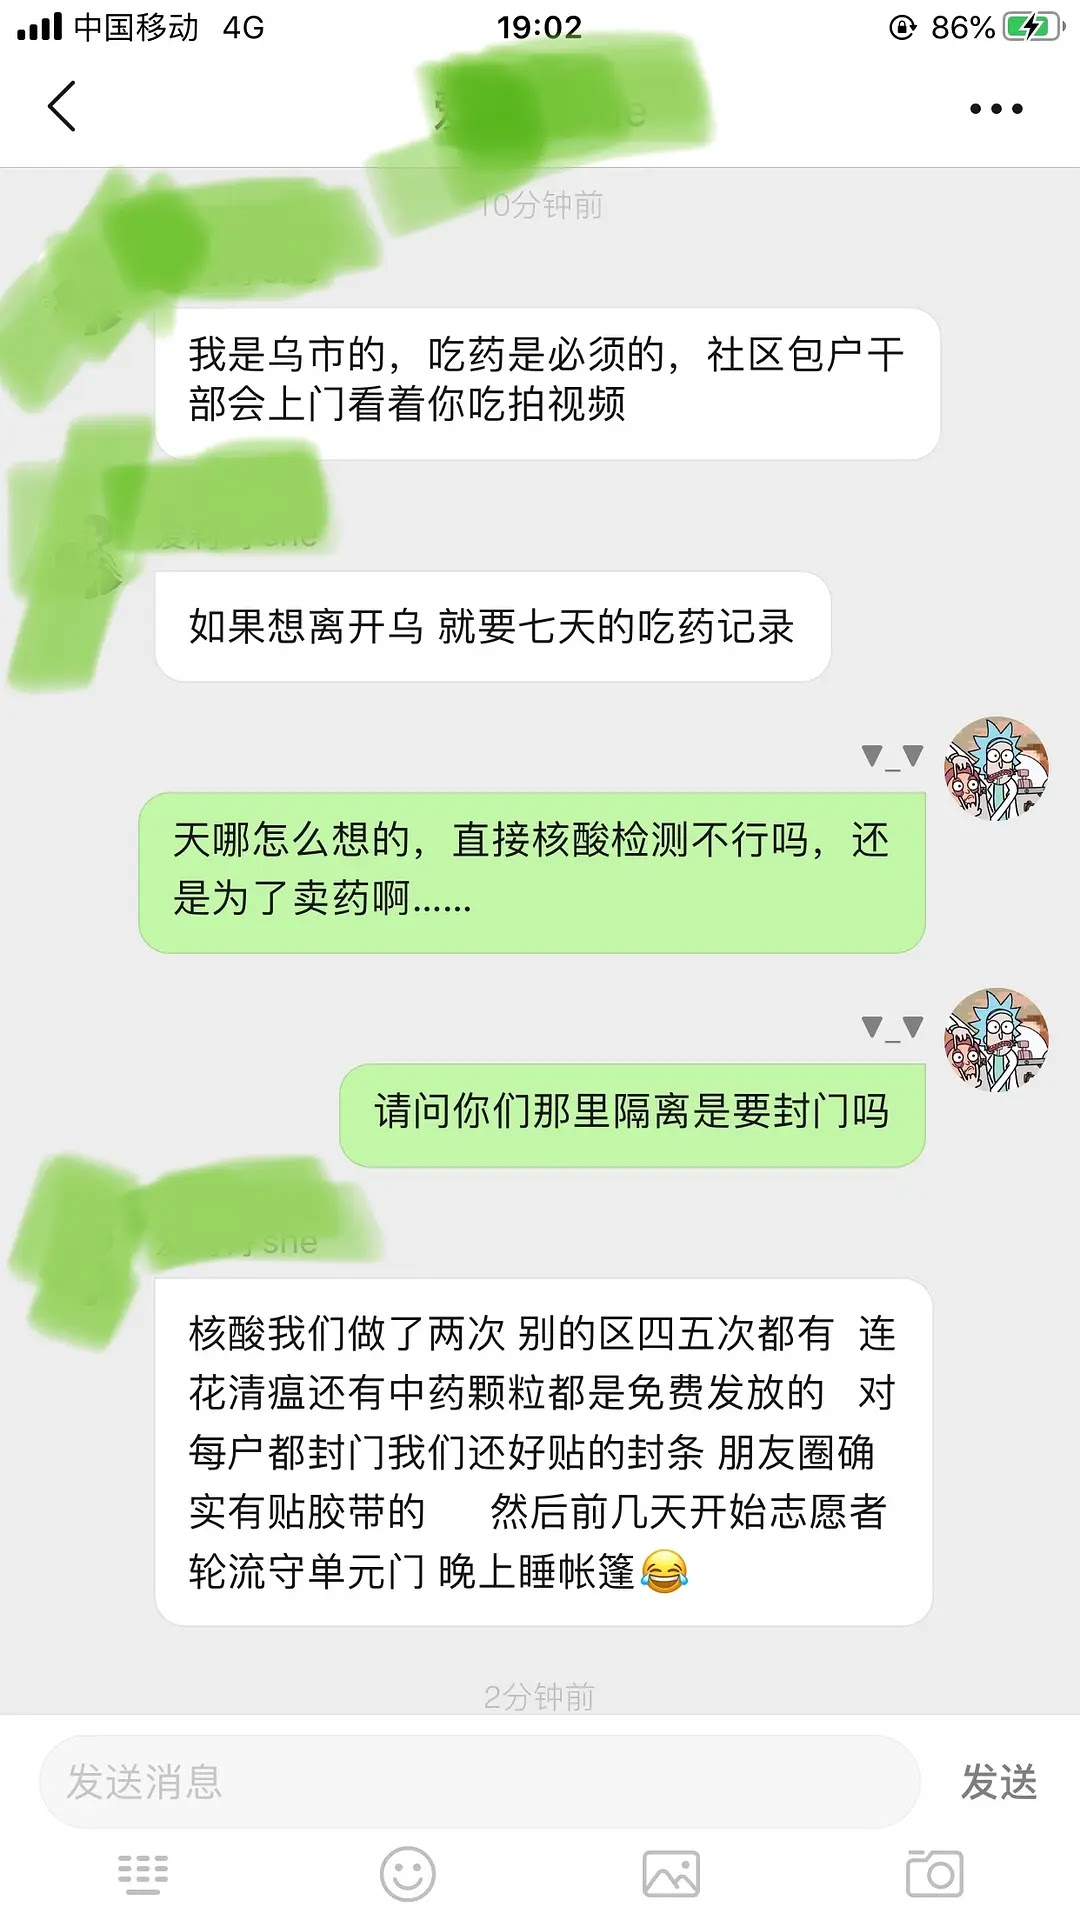 中国移动 4G 19:02 86%
10分钟前
我是乌市的，吃药是必须的，社区包户干
部会上门看着你吃拍视频
she
如果想离开乌 就要七天的吃药记录
▼_▼
天哪怎么想的，直接核酸检测不行吗，还
是为了卖药啊……
▼_▼
请问你们那里隔离是要封门吗
she
核酸我们做了两次 别的区四五次都有 连
花清瘟还有中药颗粒都是免费发放的 对
每户都封门我们还好贴的封条 朋友圈确
实有贴胶带的 然后前几天开始志愿者
轮流守单元门 晚上睡帐篷😂
2分钟前
发送消息 发送